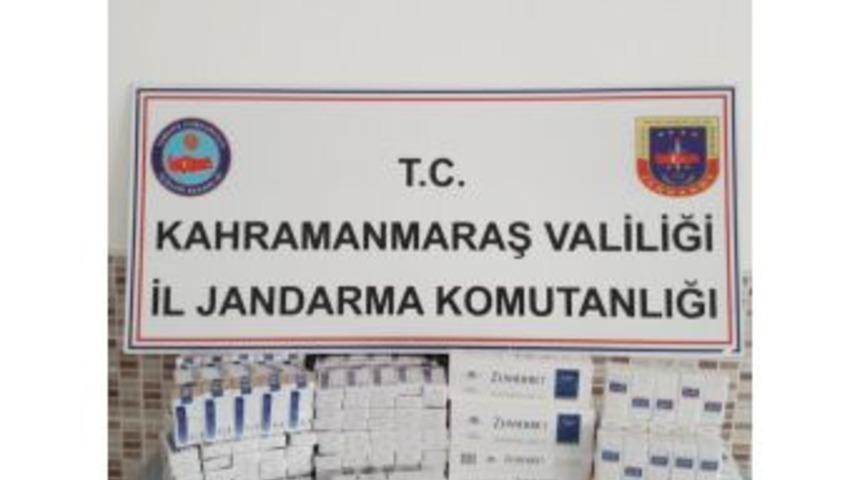 T.C.
KAHRAMANMARAŞ VALİLİĞİ
İL JANDARMA KOMUTANLIĞI